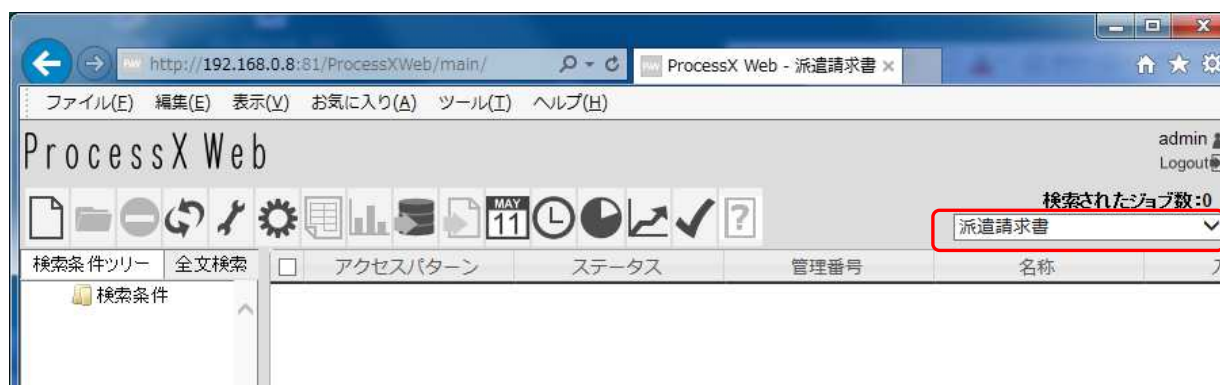 http://192.168.0.8:81/ProcessXWeb/main/
ProcessX Web - 派遣請求書
ファイル(F) 編集(E) 表示(V) お気に入り(A) ツール(T) ヘルプ(H)
ProcessX Web
admin
Logout
MAY
11
?
検索されたジョブ数:0
派遣請求書
検索条件ツリー 全文検索 アクセスパターン ステータス 管理番号 名称
検索条件